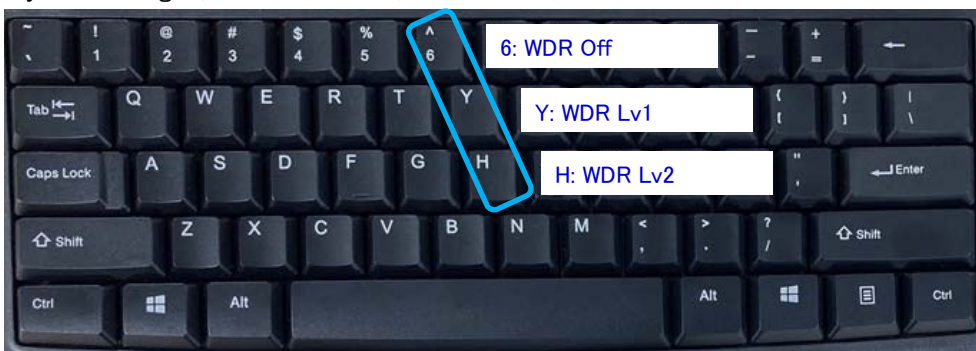 ~ ! @ # $ % ^ — +
` 1 2 3 4 5 6 6: WDR Off - = ←
Tab Q W E R T Y Y: WDR Lv1 { } |
[ ] \
Caps Lock A S D F G H H: WDR Lv2 " Enter
'
Shift Z X C V B N M < > ? Shift
, . /
Ctrl Alt Alt Ctrl